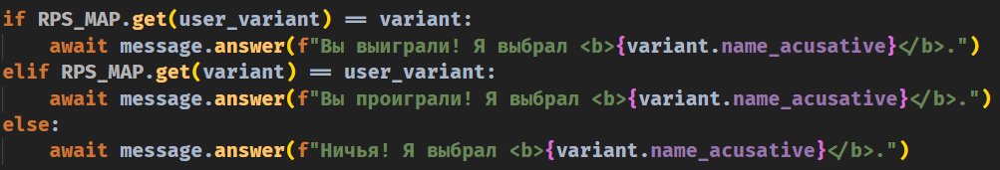 if RPS_MAP.get(user_variant) == variant:
    await message.answer(f"Вы выиграли! Я выбрал <b>{variant.name_acusative}</b>.")
elif RPS_MAP.get(variant) == user_variant:
    await message.answer(f"Вы проиграли! Я выбрал <b>{variant.name_acusative}</b>.")
else:
    await message.answer(f"Ничья! Я выбрал <b>{variant.name_acusative}</b>.")